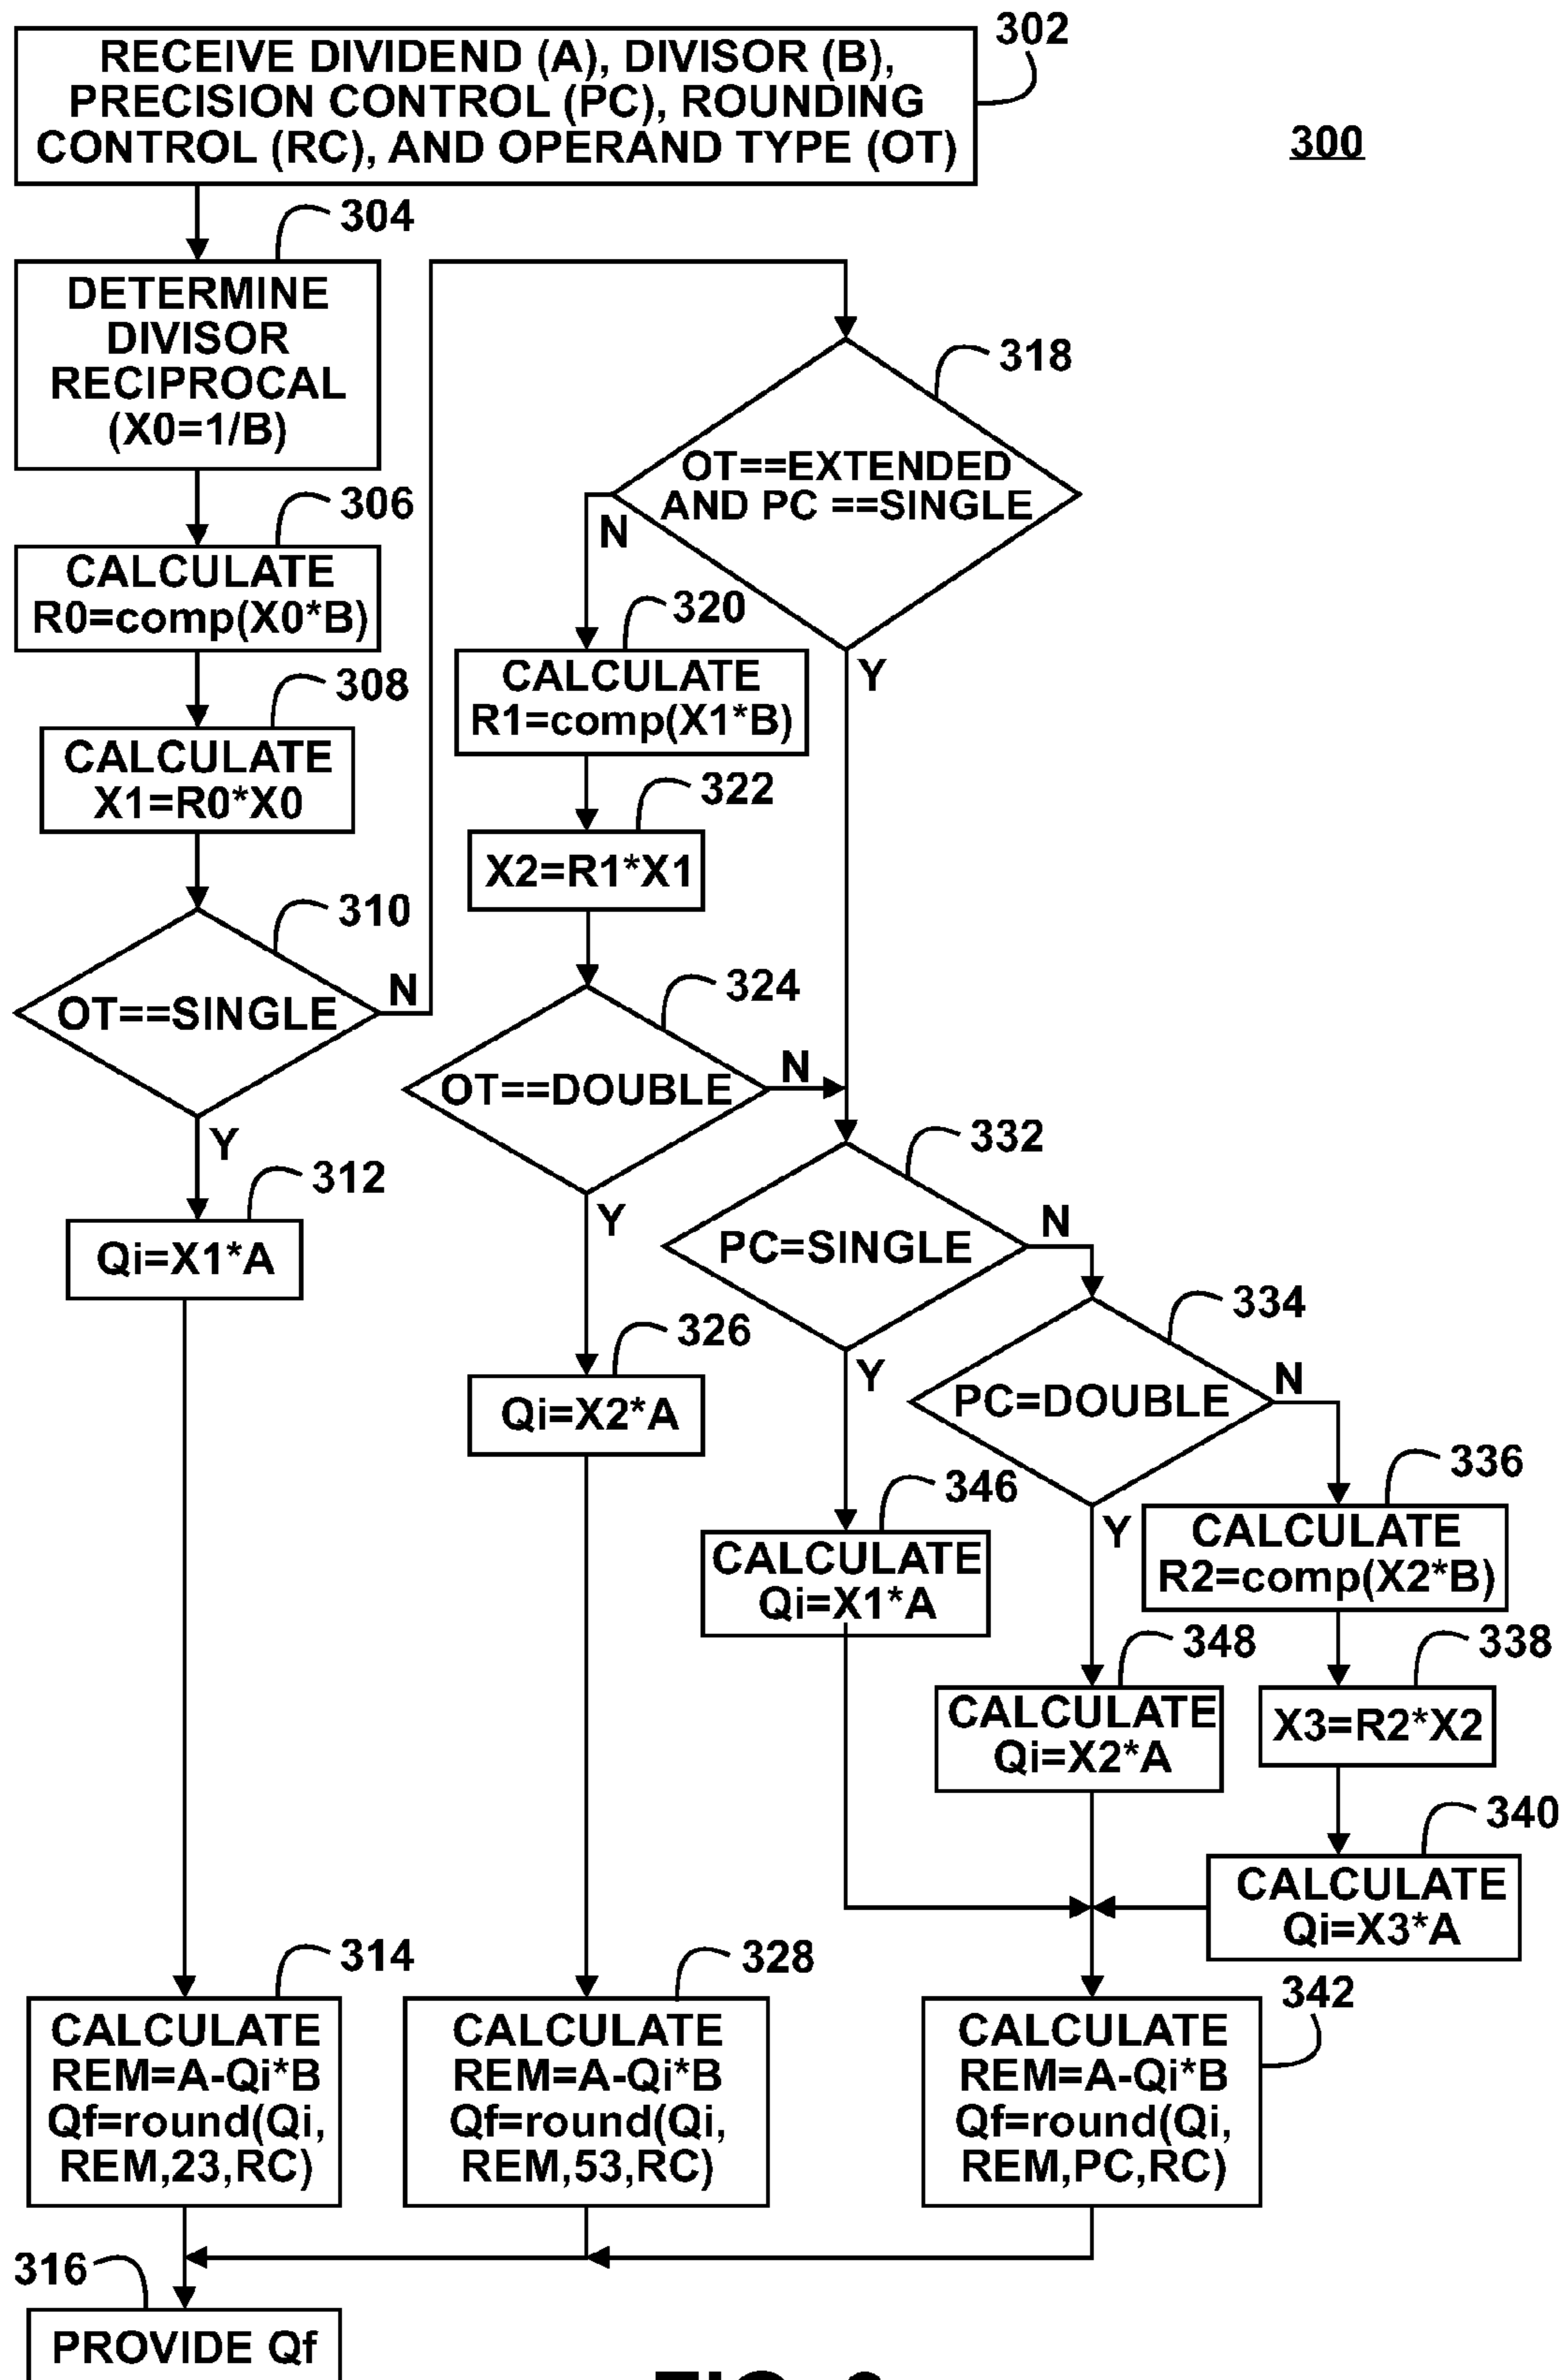 302
RECEIVE DIVIDEND (A), DIVISOR (B),
PRECISION CONTROL (PC), ROUNDING
CONTROL (RC), AND OPERAND TYPE (OT)
300
304
DETERMINE
DIVISOR
RECIPROCAL
(X0=1/B)
306
CALCULATE
R0=comp(X0*B)
308
CALCULATE
X1=R0*X0
310
OT==SINGLE
N
Y
312
Qi=X1*A
318
OT==EXTENDED
AND PC ==SINGLE
N
Y
320
CALCULATE
R1=comp(X1*B)
322
X2=R1*X1
324
OT==DOUBLE
N
Y
326
Qi=X2*A
332
PC=SINGLE
N
Y
334
PC=DOUBLE
N
Y
336
CALCULATE
R2=comp(X2*B)
346
CALCULATE
Qi=X1*A
338
X3=R2*X2
348
CALCULATE
Qi=X2*A
340
CALCULATE
Qi=X3*A
314
CALCULATE
REM=A-Qi*B
Qf=round(Qi,
REM,23,RC)
328
CALCULATE
REM=A-Qi*B
Qf=round(Qi,
REM,53,RC)
342
CALCULATE
REM=A-Qi*B
Qf=round(Qi,
REM,PC,RC)
316
PROVIDE Qf